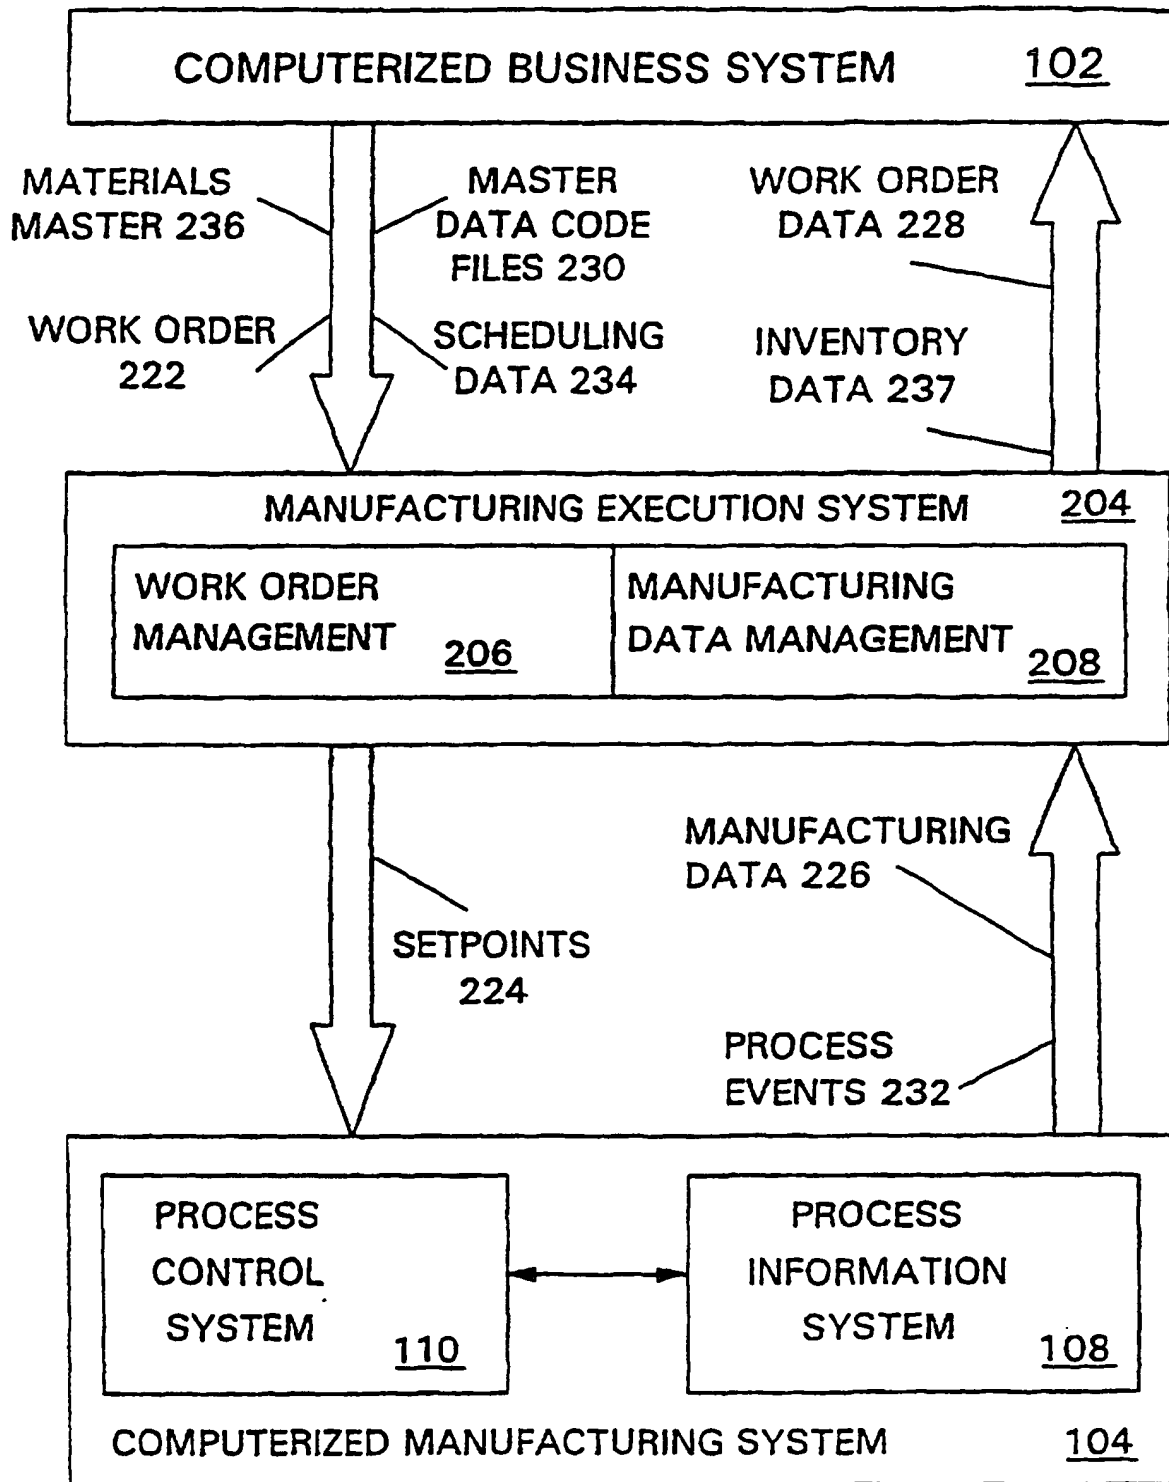 COMPUTERIZED BUSINESS SYSTEM 102
MATERIALS
MASTER 236
MASTER
DATA CODE
FILES 230
WORK ORDER
DATA 228
WORK ORDER
222
SCHEDULING
DATA 234
INVENTORY
DATA 237
MANUFACTURING EXECUTION SYSTEM 204
WORK ORDER
MANAGEMENT 206
MANUFACTURING
DATA MANAGEMENT 208
SETPOINTS
224
MANUFACTURING
DATA 226
PROCESS
EVENTS 232
PROCESS
CONTROL
SYSTEM
110
PROCESS
INFORMATION
SYSTEM
108
COMPUTERIZED MANUFACTURING SYSTEM 104